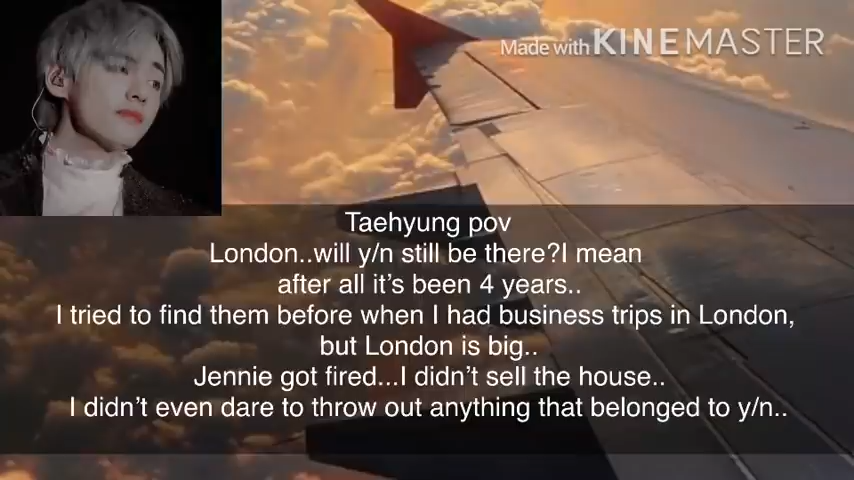 Made with KINEMASTER
Taehyung pov
London..will y/n still be there?I mean
after all it’s been 4 years..
I tried to find them before when I had business trips in London,
but London is big..
Jennie got fired...I didn’t sell the house..
I didn’t even dare to throw out anything that belonged to y/n..